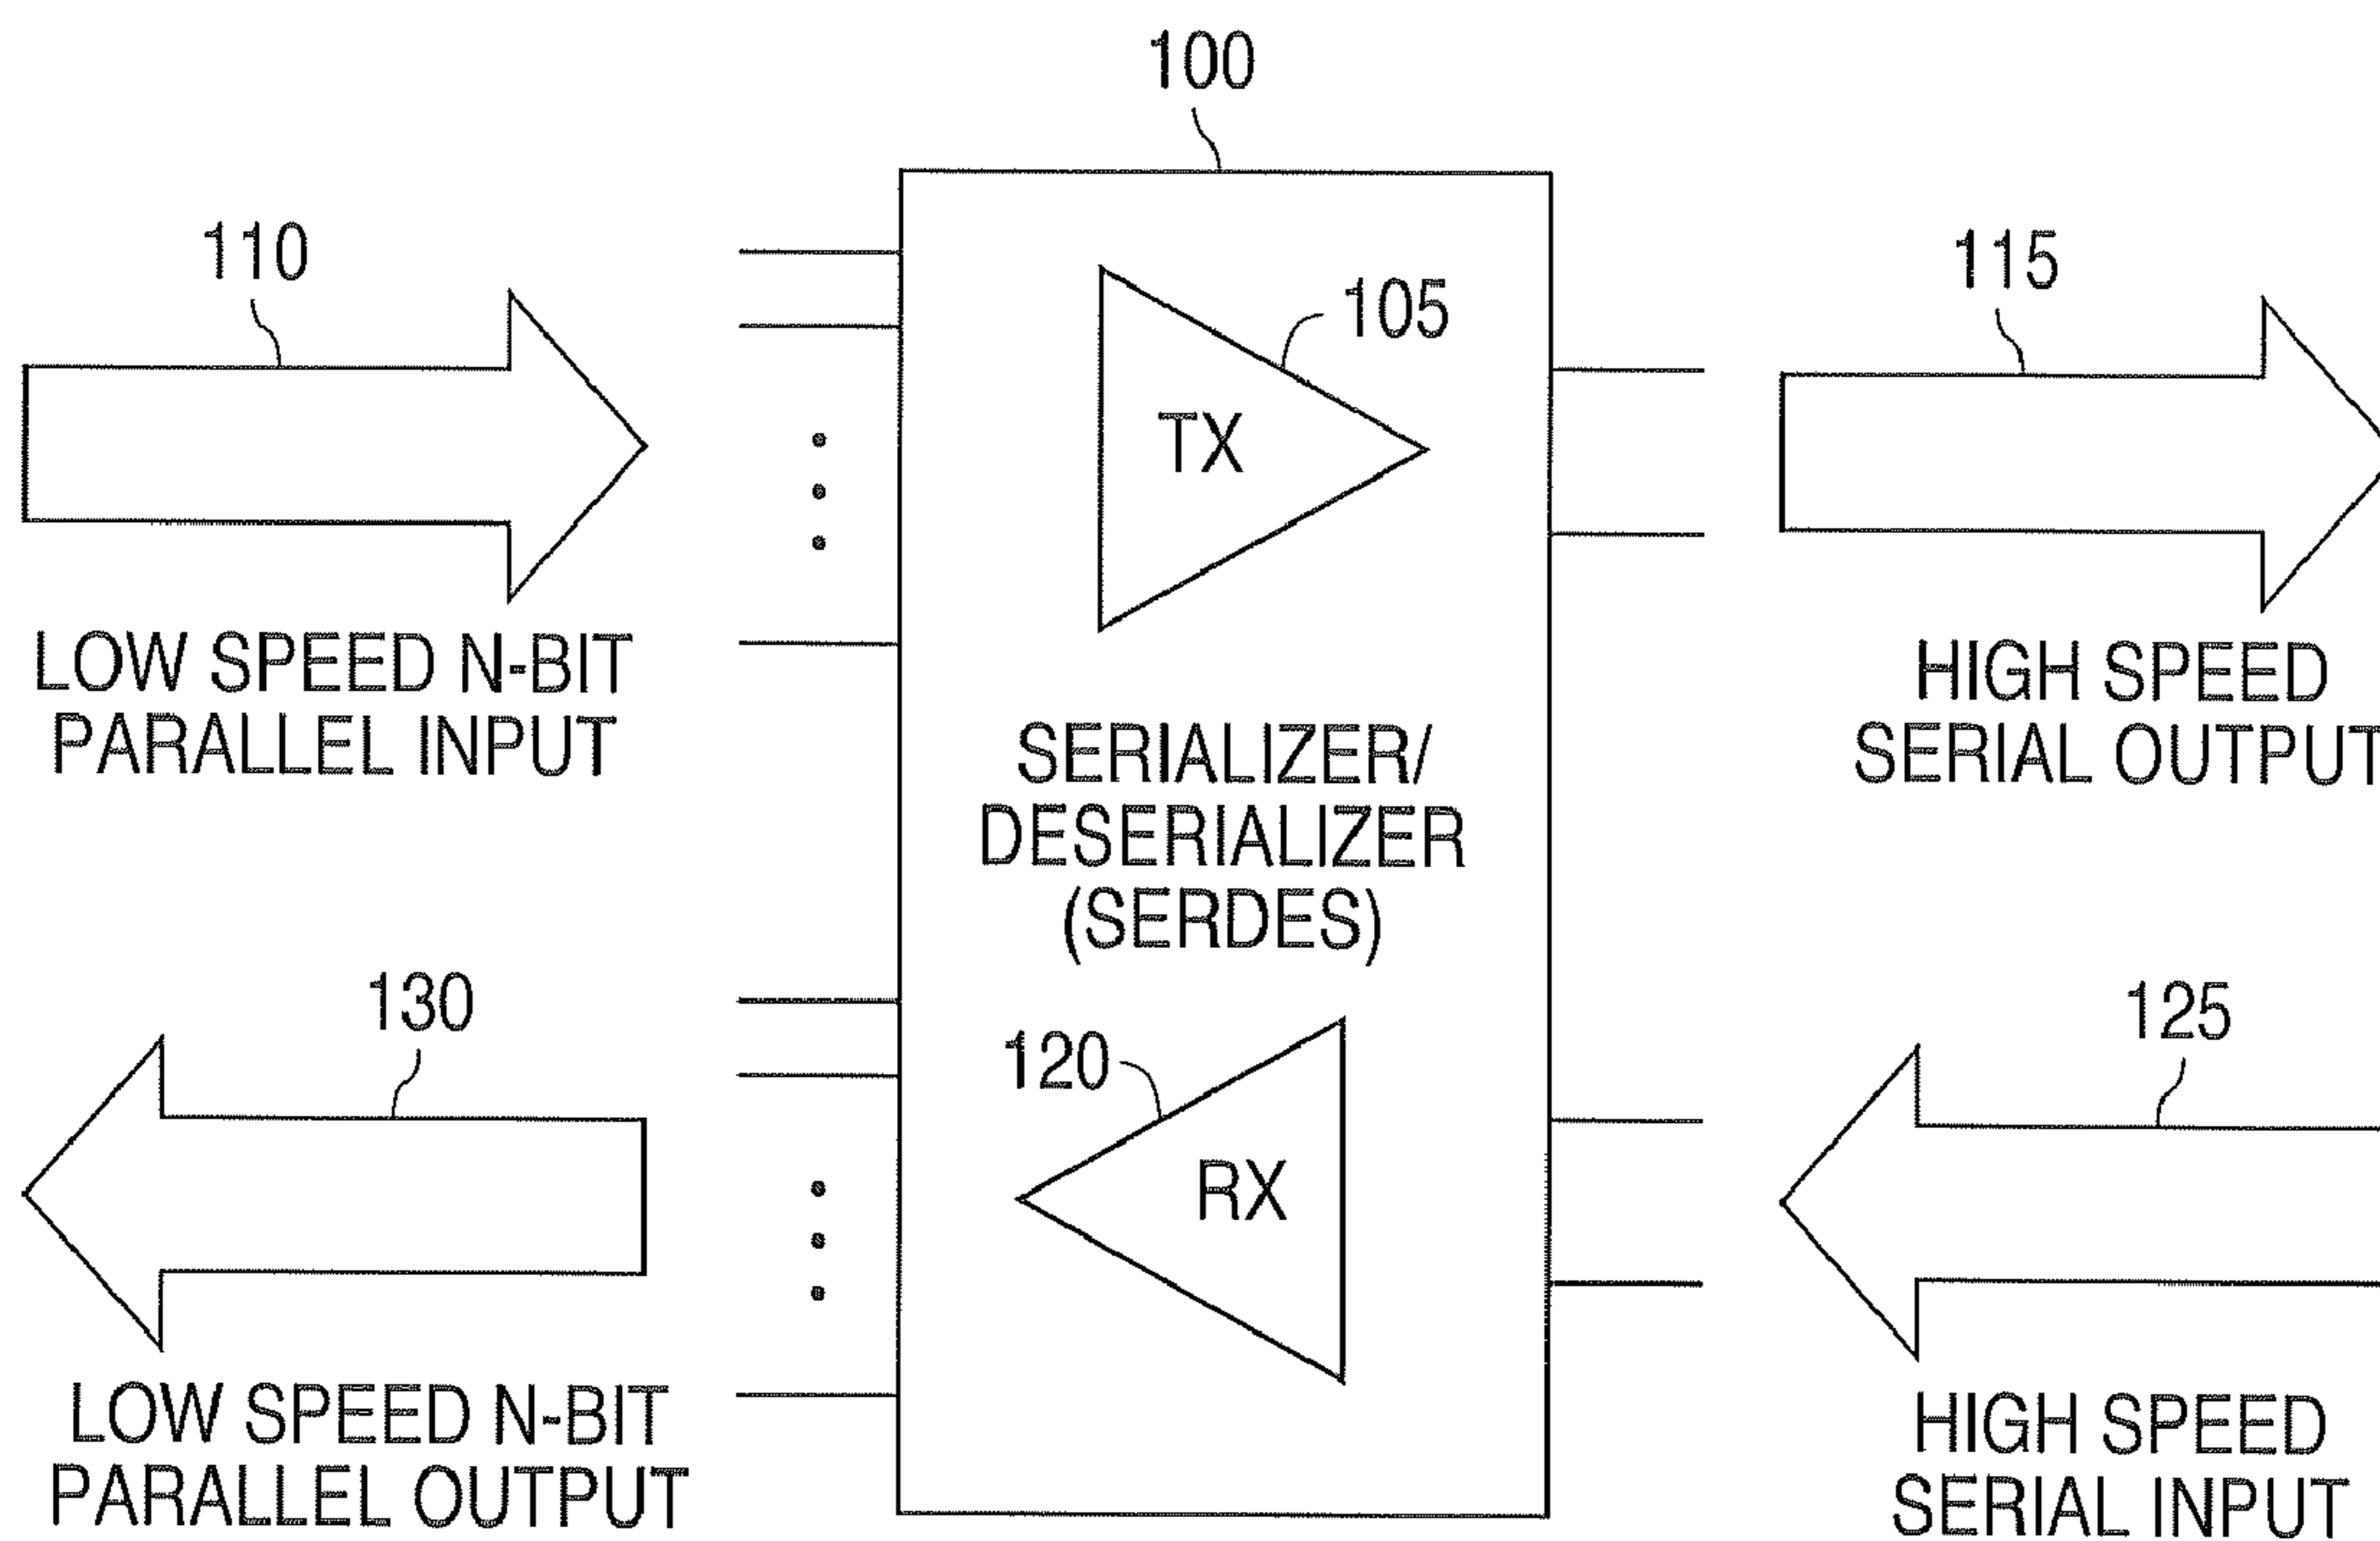 100
110
105
115
TX
LOW SPEED N-BIT
PARALLEL INPUT
HIGH SPEED
SERIAL OUTPUT
SERIALIZER/
DESERIALIZER
(SERDES)
130
120
125
RX
LOW SPEED N-BIT
PARALLEL OUTPUT
HIGH SPEED
SERIAL INPUT